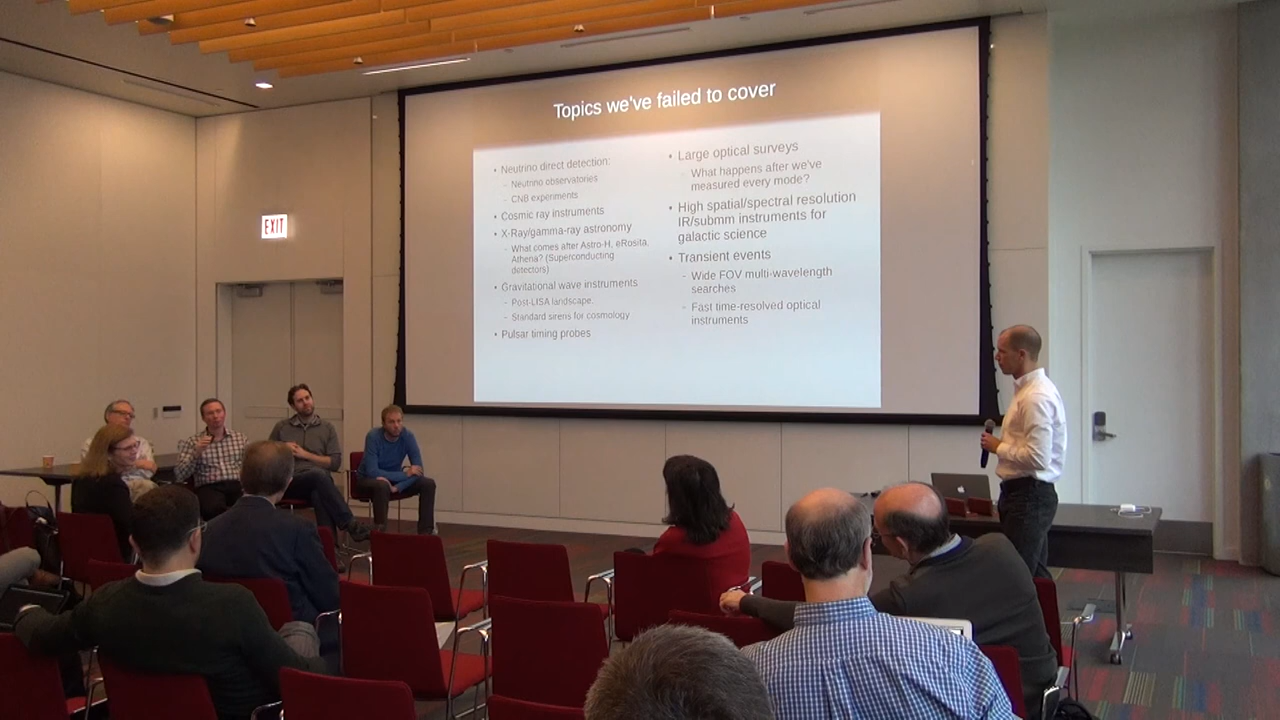 Topics we've failed to cover
• Neutrino direct detection:
– Neutrino observatories
– CNB experiments
• Cosmic ray instruments
• X-Ray/gamma-ray astronomy
– What comes after Astro-H, eRosita,
Athena? (Superconducting
detectors)
• Gravitational wave instruments
– Post-LISA landscape.
– Standard sirens for cosmology
• Pulsar timing probes
• Large optical surveys
– What happens after we've
measured every mode?
• High spatial/spectral resolution
IR/submm instruments for
galactic science
• Transient events
– Wide FOV multi-wavelength
searches
– Fast time-resolved optical
instruments
EXIT